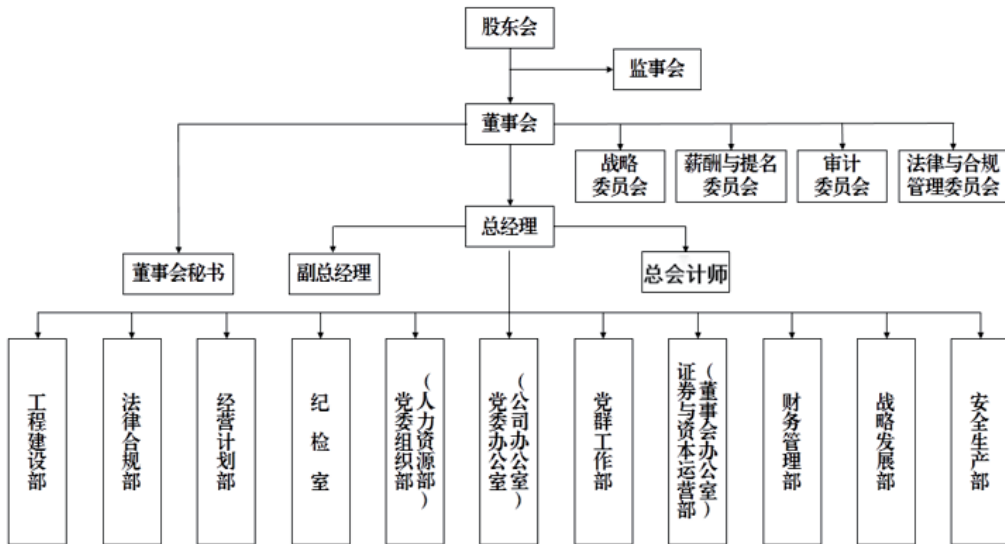 股东会
监事会
董事会
战略
委员会
薪酬与提名
委员会
审计
委员会
法律与合规
管理委员会
总经理
董事会秘书
副总经理
总会计师
工程建设部
法律合规部
经营计划部
纪检室
党委组织部
(人力资源部)
党委办公室
(公司办公室)
党群工作部
证券与资本运营部
(董事会办公室)
财务管理部
战略发展部
安全生产部